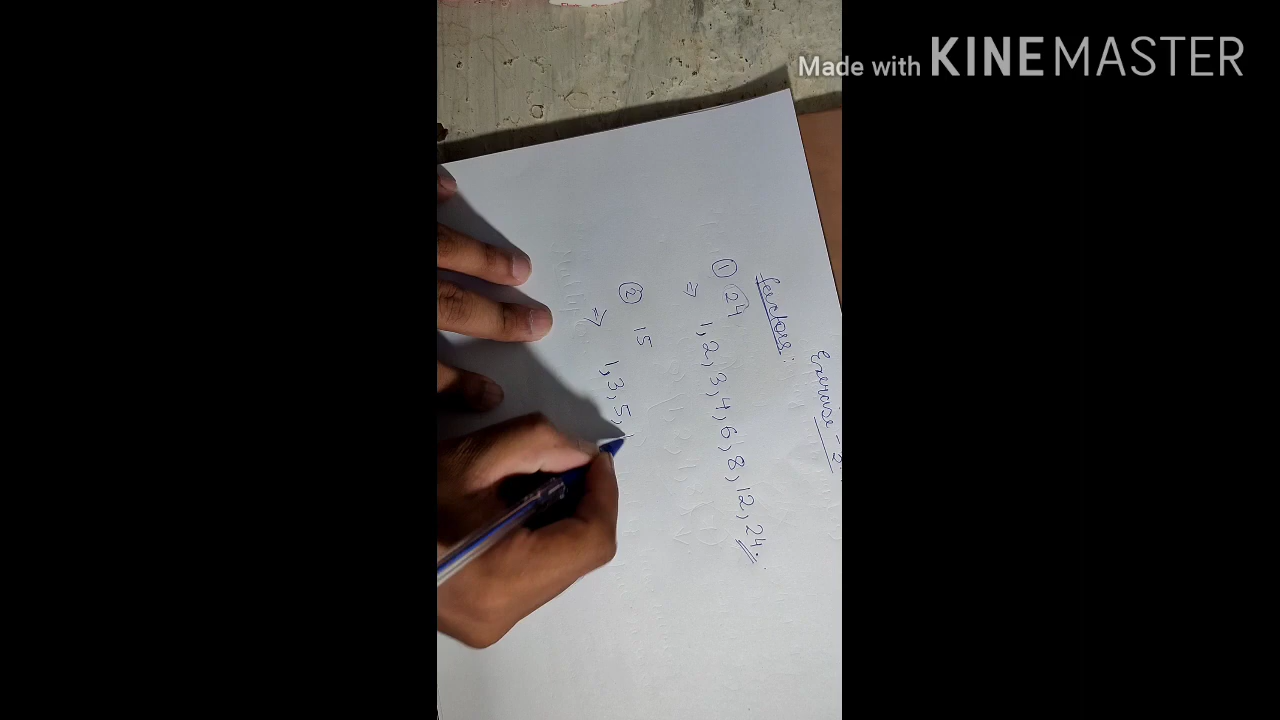 Made with KINEMASTER
Exercise - 2
factors:
① 24
⇒ 1, 2, 3, 4, 6, 8, 12, 24.
② 15
⇒ 1, 3, 5,